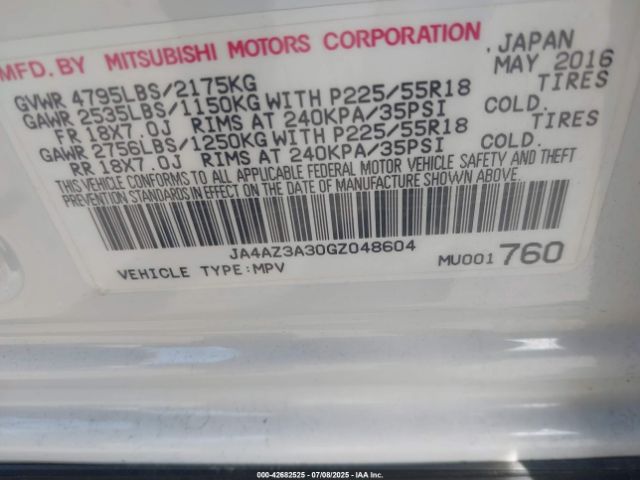 MFD. BY MITSUBISHI MOTORS CORPORATION JAPAN
GVWR 4795LBS/2175KG MAY 2016
GAWR 2535LBS/1150KG WITH P225/55R18 TIRES
FR 18X7.0J RIMS AT 240KPA/35PSI COLD.
GAWR 2756LBS/1250KG WITH P225/55R18 TIRES
RR 18X7.0J RIMS AT 240KPA/35PSI COLD.
THIS VEHICLE CONFORMS TO ALL APPLICABLE FEDERAL MOTOR VEHICLE SAFETY AND THEFT
PREVENTION STANDARDS IN EFFECT ON THE DATE OF MANUFACTURE SHOWN ABOVE.
JA4AZ3A30GZ048604
VEHICLE TYPE:MPV MU001 760
000-42682525 - 07/08/2025 - IAAI.com